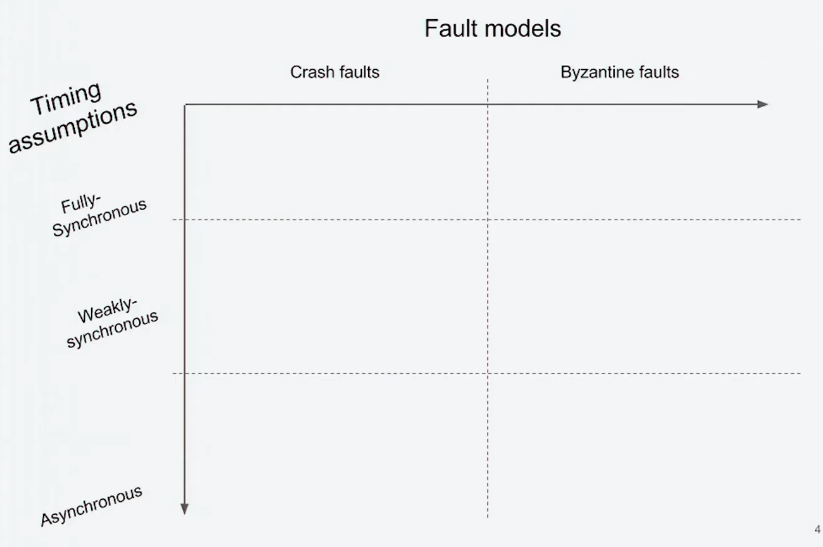 Fault models
Crash faults
Byzantine faults
Timing
assumptions
Fully-
Synchronous
Weakly-
synchronous
Asynchronous
4